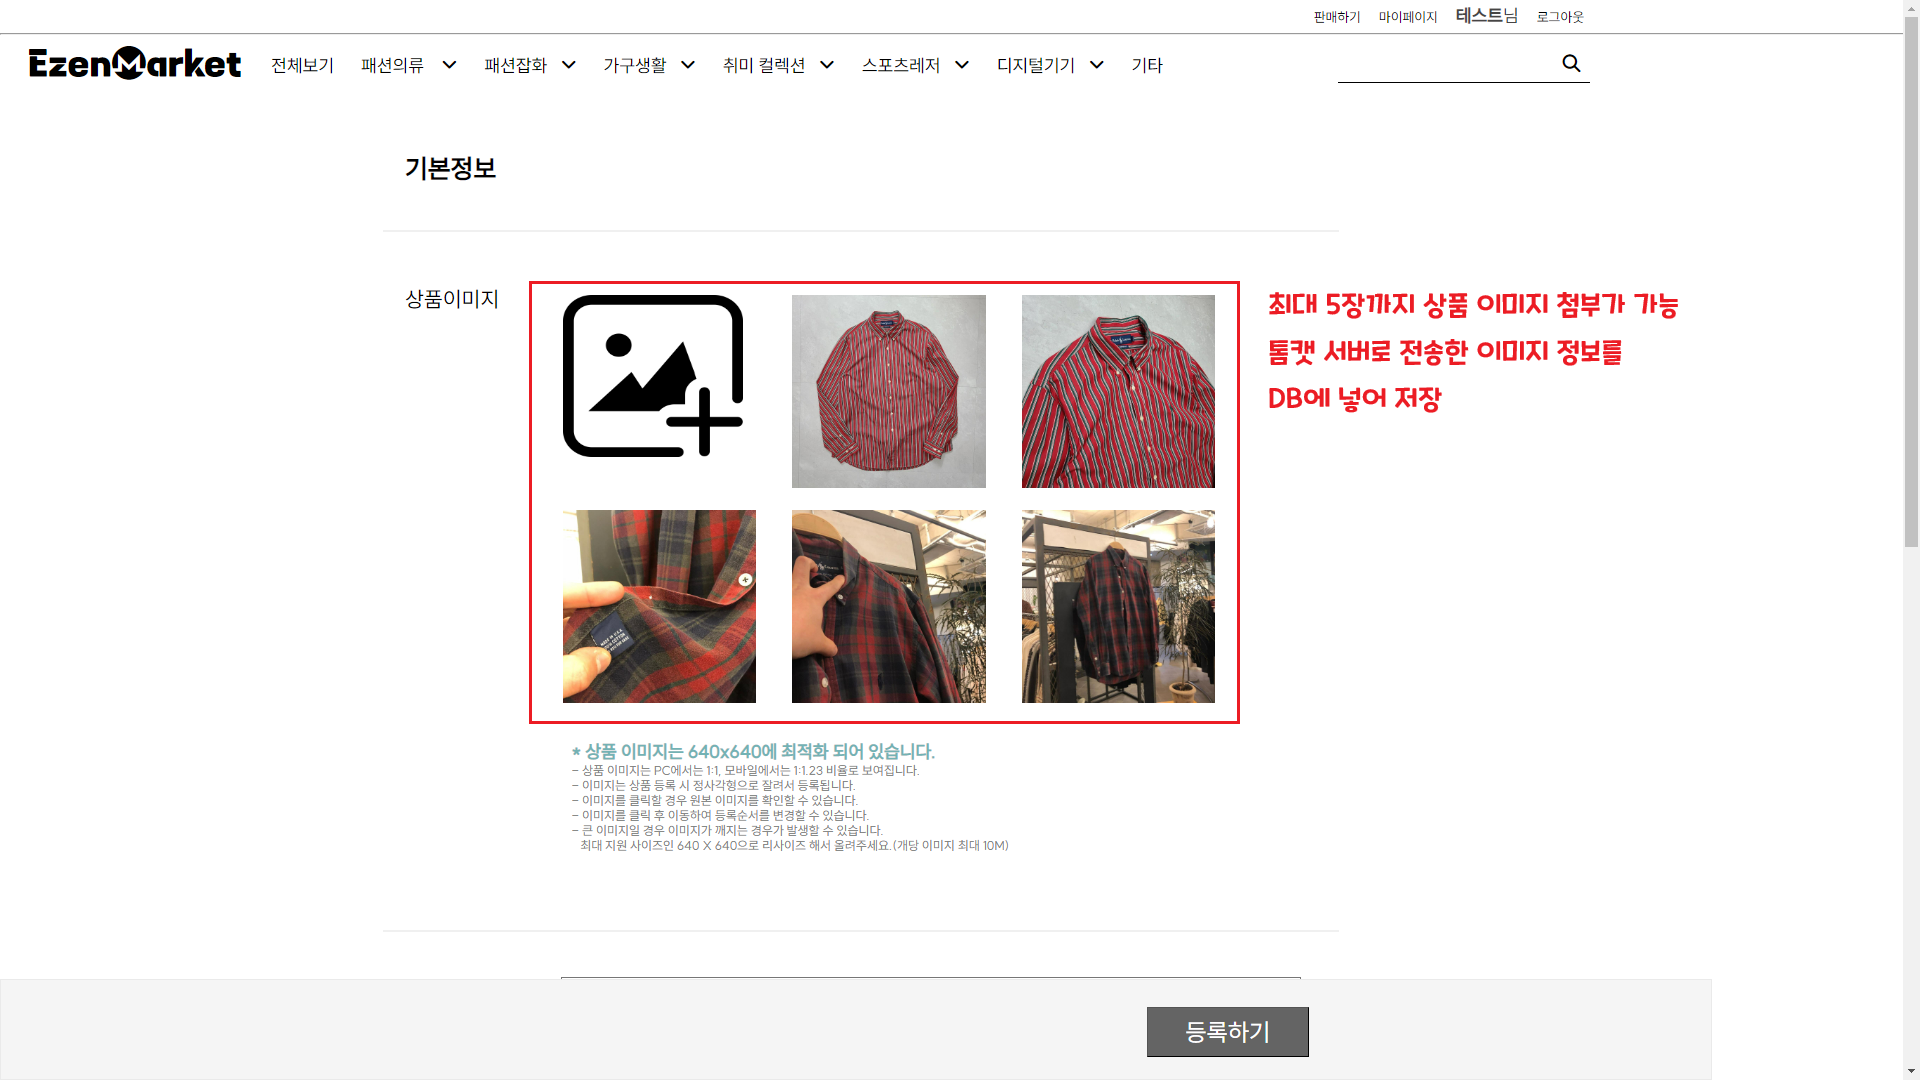 판매하기 마이페이지 테스트님 로그아웃
EzenMarket 전체보기 패션의류 패션잡화 가구생활 취미 컬렉션 스포츠레저 디지털기기 기타
기본정보
상품이미지
최대 5장까지 상품 이미지 첨부가 가능
톰캣 서버로 전송한 이미지 정보를
DB에 넣어 저장
* 상품 이미지는 640x640에 최적화 되어 있습니다.
- 상품 이미지는 PC에서는 1:1, 모바일에서는 1:1.23 비율로 보여집니다.
- 이미지는 상품 등록 시 정사각형으로 잘려서 등록됩니다.
- 이미지를 클릭할 경우 원본 이미지를 확인할 수 있습니다.
- 이미지를 클릭 후 이동하여 등록순서를 변경할 수 있습니다.
- 큰 이미지일 경우 이미지가 깨지는 경우가 발생할 수 있습니다.
최대 지원 사이즈인 640 X 640으로 리사이즈 해서 올려주세요.(개당 이미지 최대 10M)
등록하기